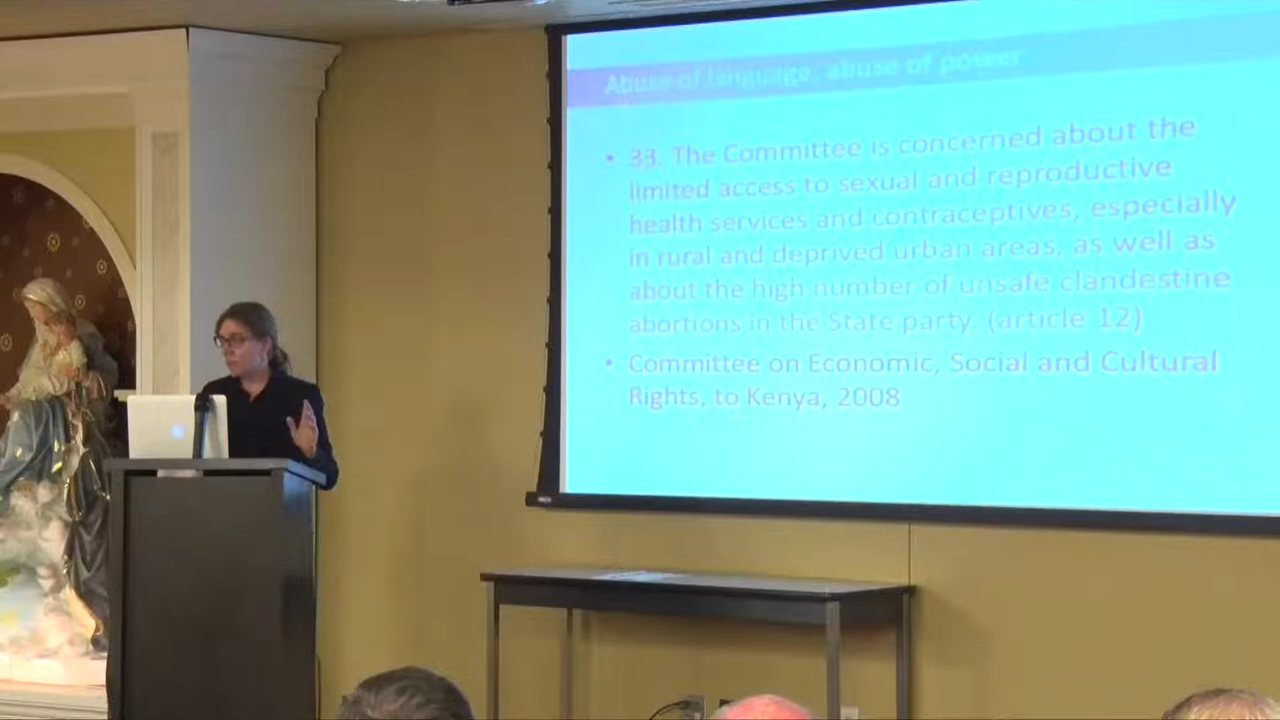 Abuse of language, abuse of power
• 33. The Committee is concerned about the
limited access to sexual and reproductive
health services and contraceptives, especially
in rural and deprived urban areas, as well as
about the high number of unsafe clandestine
abortions in the State party. (article 12)
• Committee on Economic, Social and Cultural
Rights, to Kenya, 2008